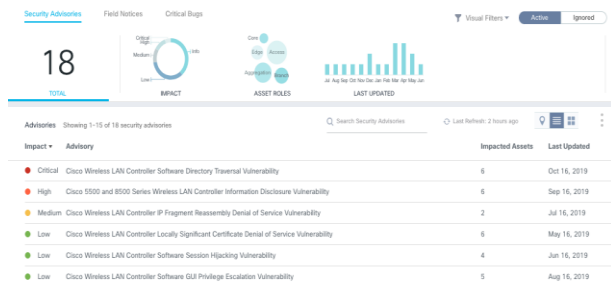 Security Advisories Field Notices Critical Bugs
Visual Filters Active Ignored
18
TOTAL
Critical
High
Medium
Low
Info
IMPACT
Core
Edge Access
Aggregation Branch
ASSET ROLES
Jul Aug Sep Oct Nov Dec Jan Feb Mar Apr May Jun
LAST UPDATED
Advisories Showing 1-15 of 18 security advisories
Search Security Advisories
Last Refresh: 2 hours ago
Impact Advisory Impacted Assets Last Updated
Critical Cisco Wireless LAN Controller Software Directory Traversal Vulnerability 6 Oct 16, 2019
High Cisco 5500 and 8500 Series Wireless LAN Controller Information Disclosure Vulnerability 6 Sep 16, 2019
Medium Cisco Wireless LAN Controller IP Fragment Reassembly Denial of Service Vulnerability 2 Jul 16, 2019
Low Cisco Wireless LAN Controller Locally Significant Certificate Denial of Service Vulnerability 6 May 16, 2019
Low Cisco Wireless LAN Controller Software Session Hijacking Vulnerability 4 Jun 16, 2019
Low Cisco Wireless LAN Controller Software GUI Privilege Escalation Vulnerability 5 Aug 16, 2019